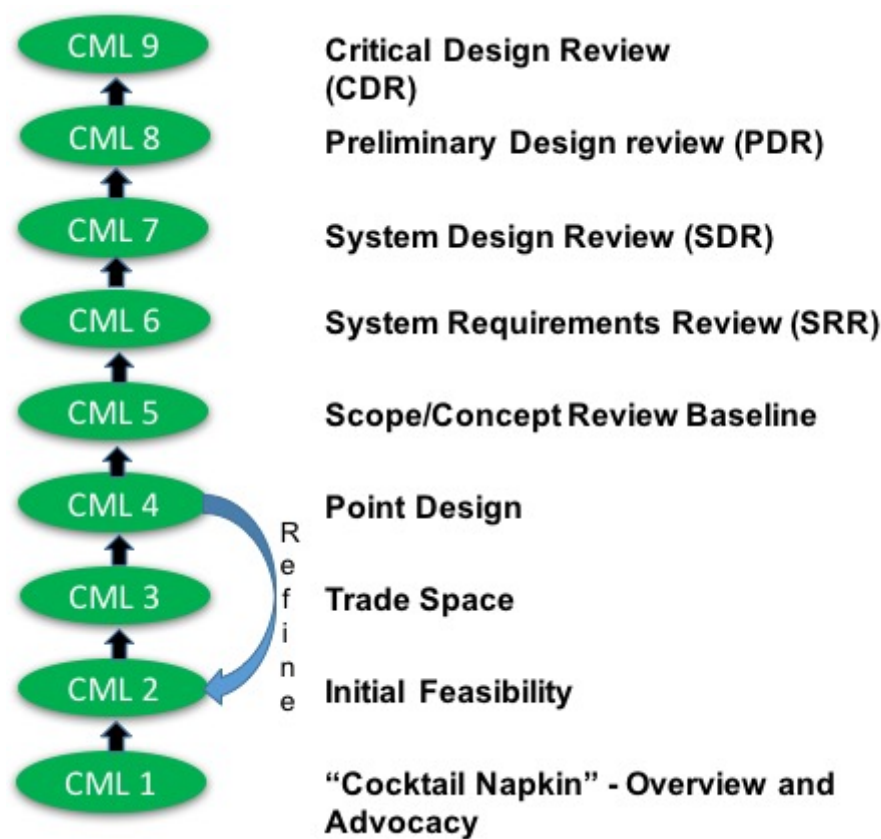 CML 9
Critical Design Review
(CDR)
CML 8
Preliminary Design review (PDR)
CML 7
System Design Review (SDR)
CML 6
System Requirements Review (SRR)
CML 5
Scope/Concept Review Baseline
CML 4
Point Design
Refine
CML 3
Trade Space
CML 2
Initial Feasibility
CML 1
“Cocktail Napkin” - Overview and
Advocacy